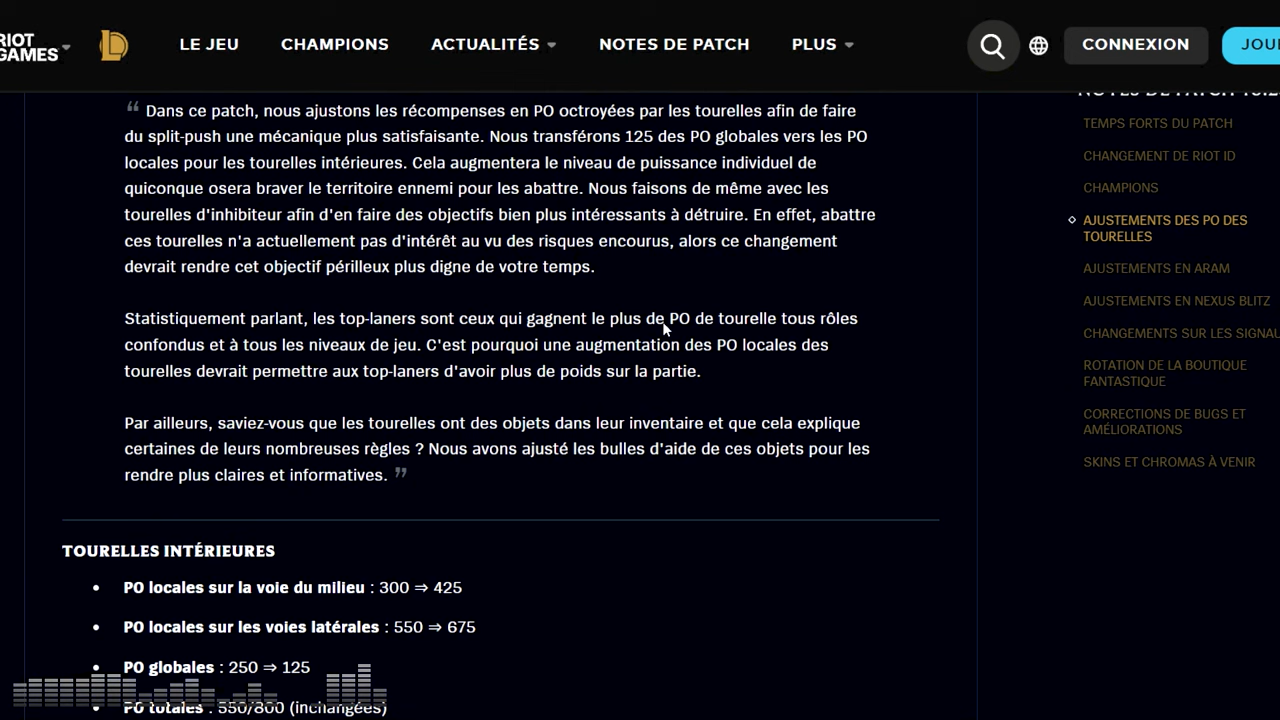 RIOT
GAMES
LE JEU
CHAMPIONS
ACTUALITÉS
NOTES DE PATCH
PLUS
CONNEXION
JOUE
“ Dans ce patch, nous ajustons les récompenses en PO octroyées par les tourelles afin de faire
du split-push une mécanique plus satisfaisante. Nous transférons 125 des PO globales vers les PO
locales pour les tourelles intérieures. Cela augmentera le niveau de puissance individuel de
quiconque osera braver le territoire ennemi pour les abattre. Nous faisons de même avec les
tourelles d'inhibiteur afin d'en faire des objectifs bien plus intéressants à détruire. En effet, abattre
ces tourelles n'a actuellement pas d'intérêt au vu des risques encourus, alors ce changement
devrait rendre cet objectif périlleux plus digne de votre temps.
Statistiquement parlant, les top-laners sont ceux qui gagnent le plus de PO de tourelle tous rôles
confondus et à tous les niveaux de jeu. C'est pourquoi une augmentation des PO locales des
tourelles devrait permettre aux top-laners d'avoir plus de poids sur la partie.
Par ailleurs, saviez-vous que les tourelles ont des objets dans leur inventaire et que cela explique
certaines de leurs nombreuses règles ? Nous avons ajusté les bulles d'aide de ces objets pour les
rendre plus claires et informatives. ”
TOURELLES INTÉRIEURES
• PO locales sur la voie du milieu : 300 ⇒ 425
• PO locales sur les voies latérales : 550 ⇒ 675
• PO globales : 250 ⇒ 125
• PO totales : 550/800 (inchangées)
NOTES DE PATCH
TEMPS FORTS DU PATCH
CHANGEMENT DE RIOT ID
CHAMPIONS
AJUSTEMENTS DES PO DES
TOURELLES
AJUSTEMENTS EN ARAM
AJUSTEMENTS EN NEXUS BLITZ
CHANGEMENTS SUR LES SIGNAU
ROTATION DE LA BOUTIQUE
FANTASTIQUE
CORRECTIONS DE BUGS ET
AMÉLIORATIONS
SKINS ET CHROMAS À VENIR